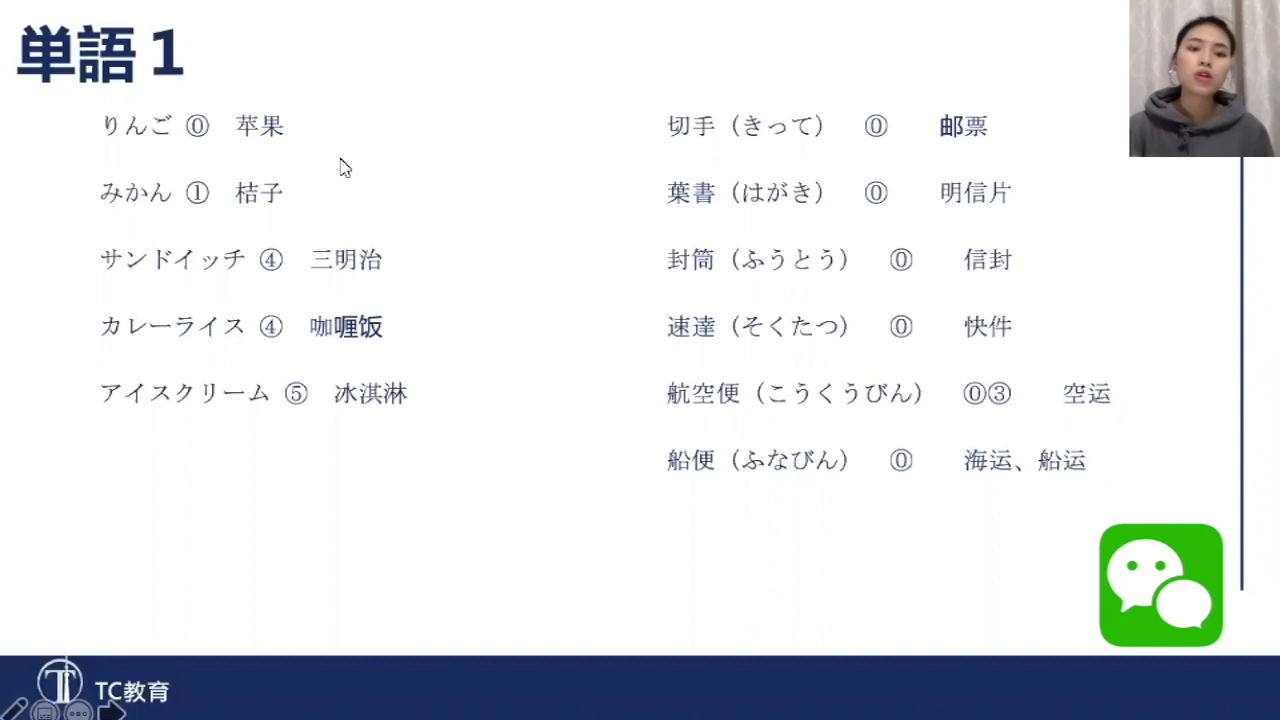 単語１
りんご ⓪ 苹果
みかん ① 桔子
サンドイッチ ④ 三明治
カレーライス ④ 咖喱饭
アイスクリーム ⑤ 冰淇淋
切手（きって） ⓪ 邮票
葉書（はがき） ⓪ 明信片
封筒（ふうとう） ⓪ 信封
速達（そくたつ） ⓪ 快件
航空便（こうくうびん） ⓪③ 空运
船便（ふなびん） ⓪ 海运、船运
TC教育